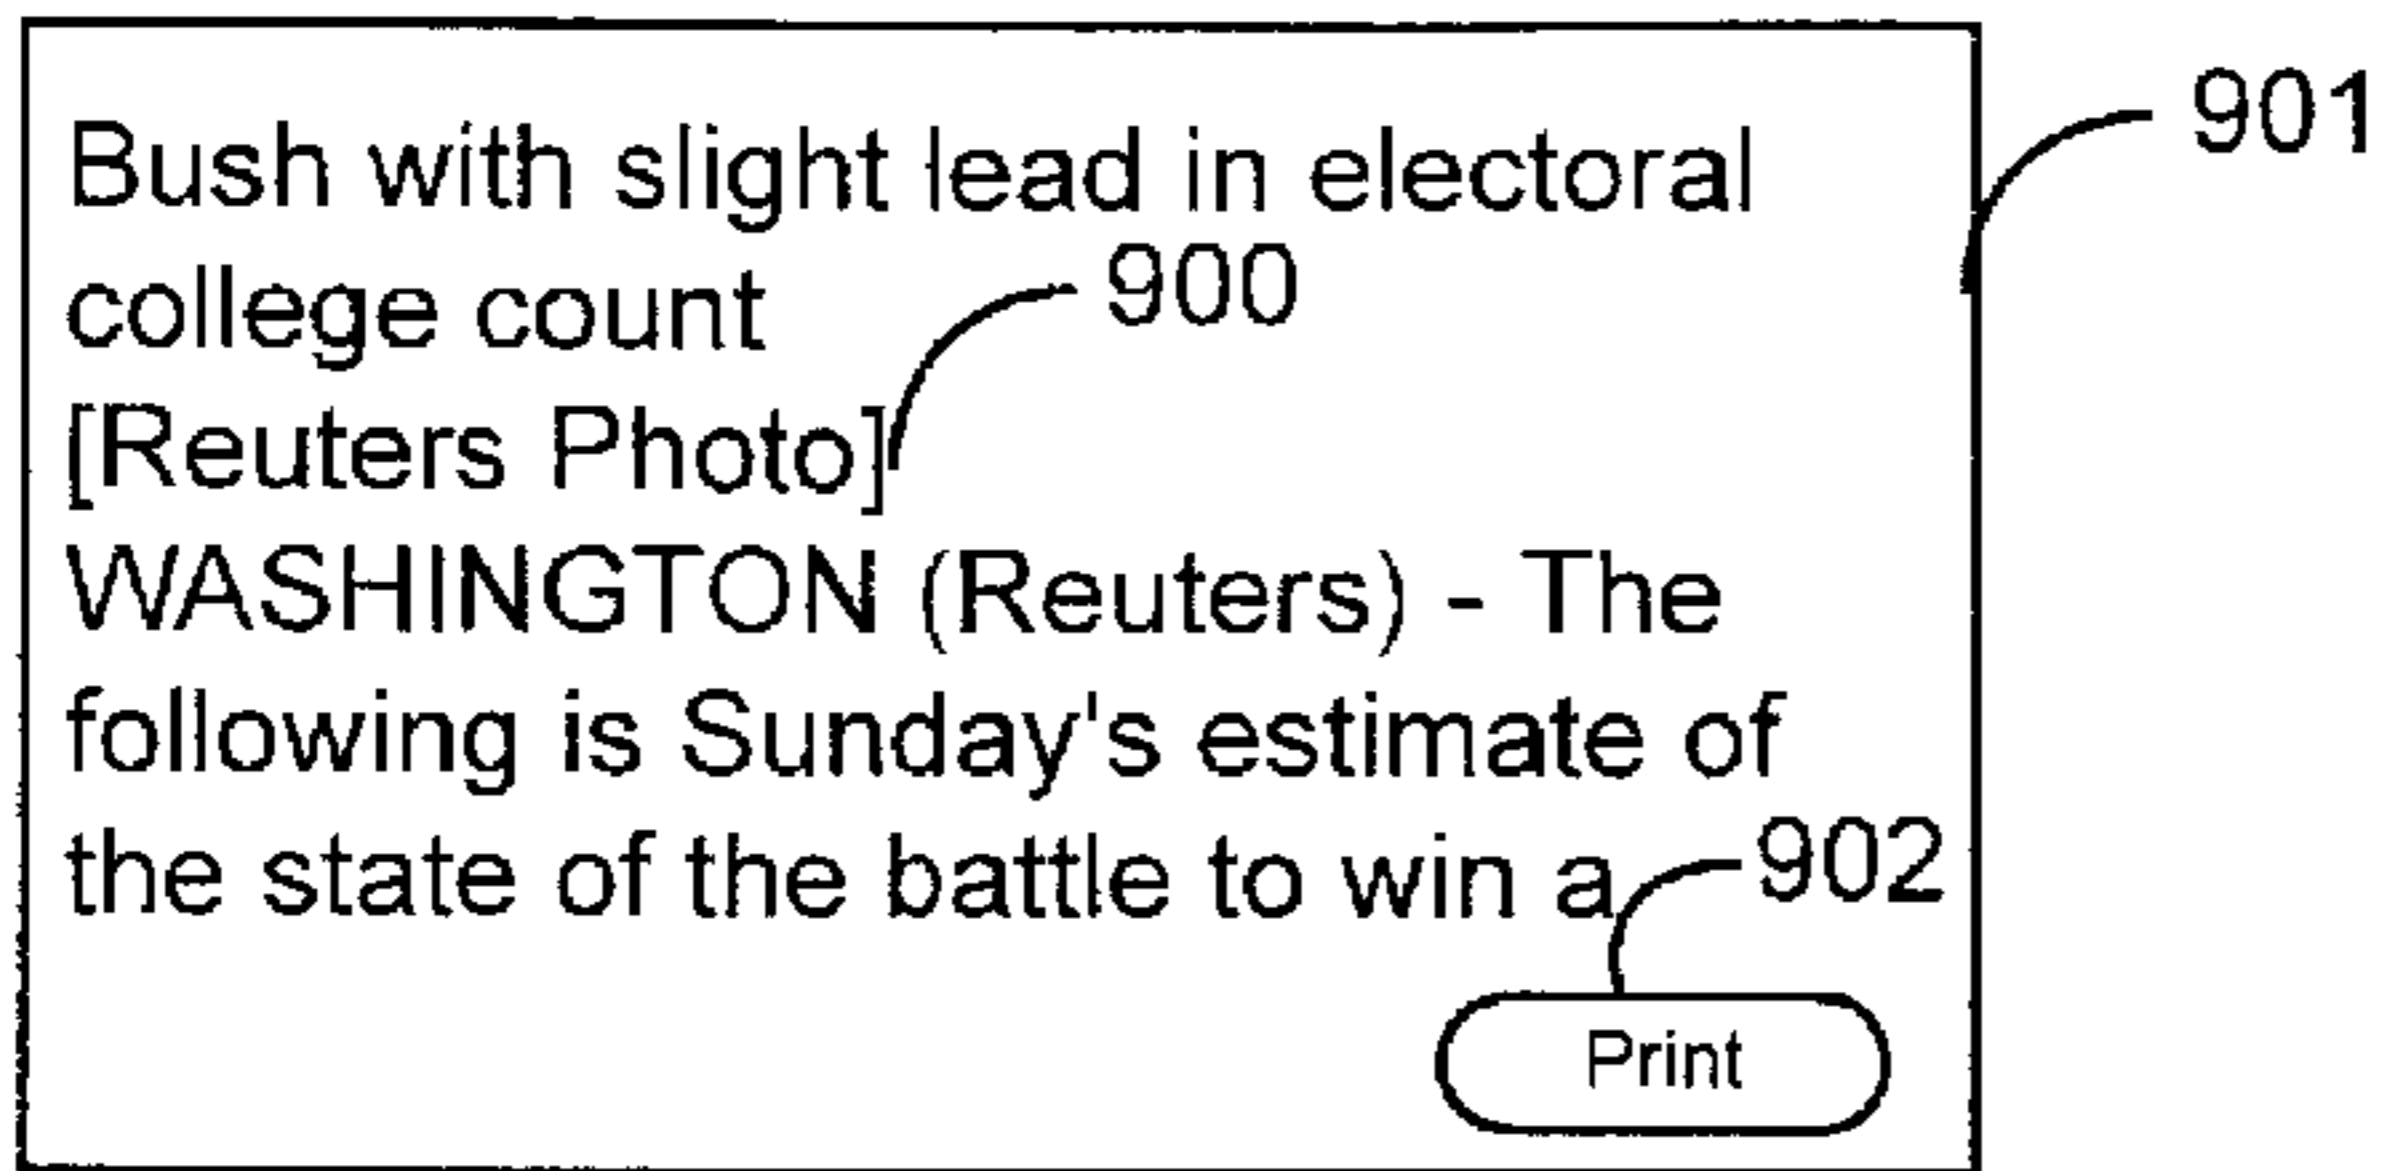 901
Bush with slight lead in electoral
college count
900
[Reuters Photo]
WASHINGTON (Reuters) - The
following is Sunday's estimate of
the state of the battle to win a
902
Print